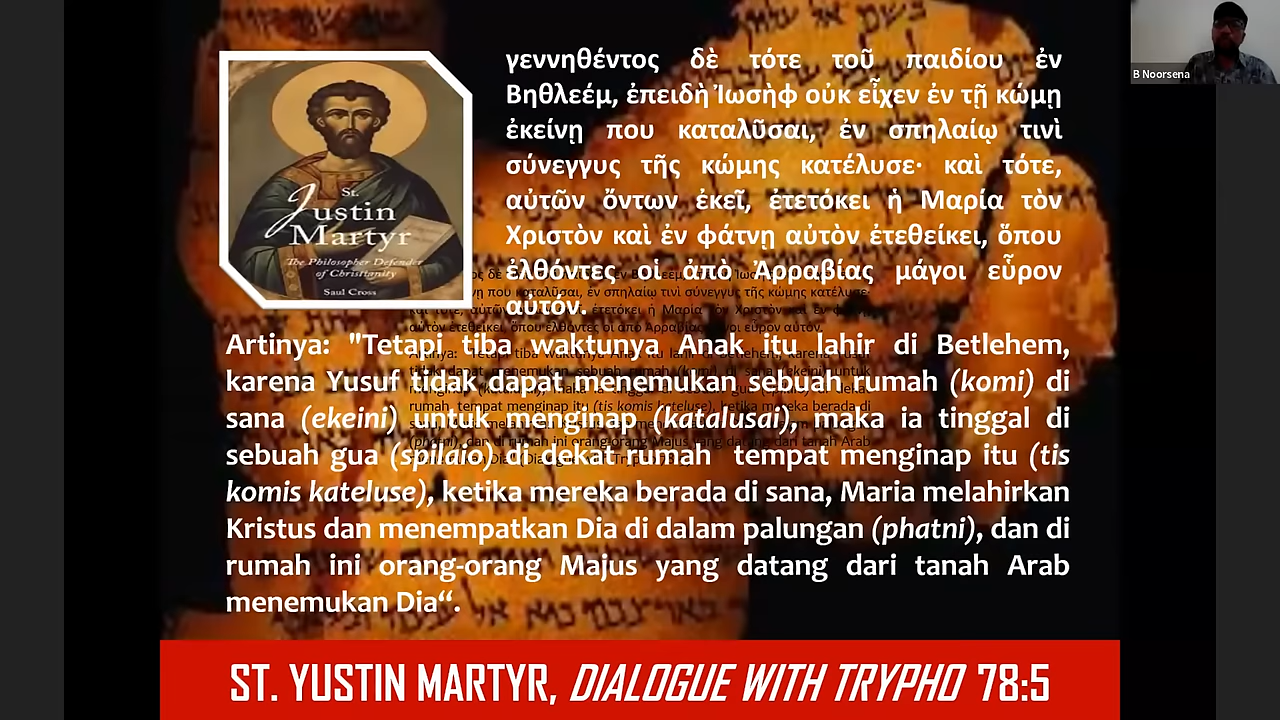 B Noorsena
St.
Justin
Martyr
The Philosopher Defender
of Christianity
Saul Cross
γεννηθέντος δὲ τότε τοῦ παιδίου ἐν
Βηθλεέμ, ἐπειδὴ Ἰωσὴφ οὐκ εἶχεν ἐν τῇ κώμῃ
ἐκείνῃ που καταλῦσαι, ἐν σπηλαίῳ τινὶ
σύνεγγυς τῆς κώμης κατέλυσε· καὶ τότε,
αὐτῶν ὄντων ἐκεῖ, ἐτετόκει ἡ Μαρία τὸν
Χριστὸν καὶ ἐν φάτνῃ αὐτὸν ἐτεθείκει, ὅπου
ἐλθόντες οἱ ἀπὸ Ἀρραβίας μάγοι εὗρον
αὐτόν.
Artinya: "Tetapi tiba waktunya Anak itu lahir di Betlehem,
karena Yusuf tidak dapat menemukan sebuah rumah (komi) di
sana (ekeini) untuk menginap (katalusai), maka ia tinggal di
sebuah gua (spilaio) di dekat rumah tempat menginap itu (tis
komis kateluse), ketika mereka berada di sana, Maria melahirkan
Kristus dan menempatkan Dia di dalam palungan (phatni), dan di
rumah ini orang-orang Majus yang datang dari tanah Arab
menemukan Dia“.
ST. YUSTIN MARTYR, DIALOGUE WITH TRYPHO 78:5